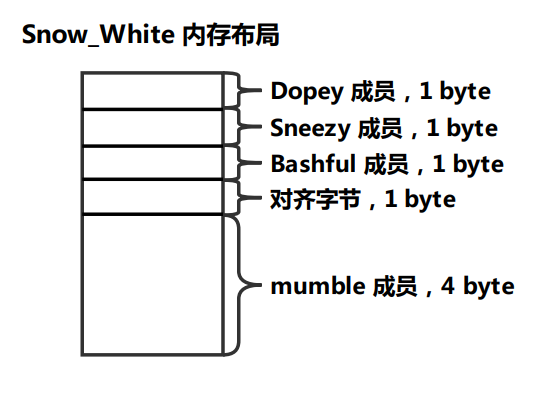 Snow_White 内存布局
Dopey 成员，1 byte
Sneezy 成员，1 byte
Bashful 成员，1 byte
对齐字节，1 byte
mumble 成员，4 byte